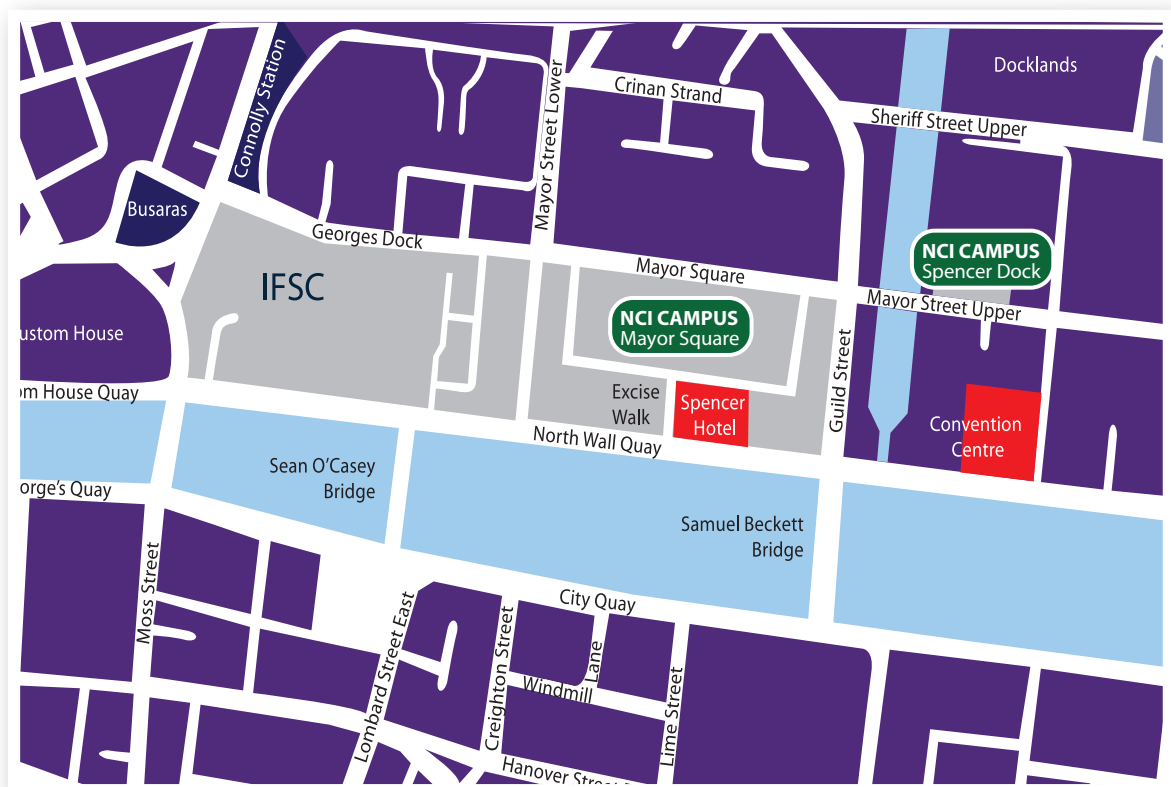 Docklands
Connolly Station
Mayor Street Lower
Crinan Strand
Sheriff Street Upper
Busaras
Georges Dock
NCI CAMPUS
Spencer Dock
Mayor Square
IFSC
Mayor Street Upper
NCI CAMPUS
Mayor Square
ustom House
Guild Street
om House Quay
Excise
Walk
Spencer
Hotel
Convention
Centre
North Wall Quay
Sean O'Casey
Bridge
orge's Quay
Samuel Beckett
Bridge
Moss Street
City Quay
Lombard Street East
Creighton Street
Lane
Windmill
Lime Street
Hanover Street